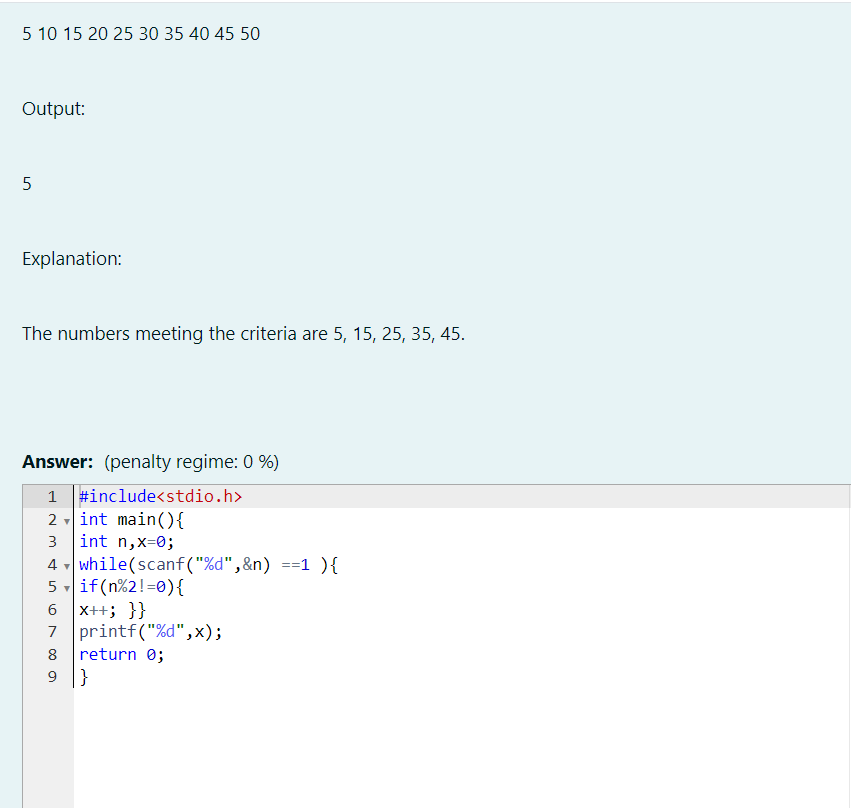 5 10 15 20 25 30 35 40 45 50
Output:
5
Explanation:
The numbers meeting the criteria are 5, 15, 25, 35, 45.
Answer: (penalty regime: 0 %)
1 #include<stdio.h>
2 int main(){
3 int n,x=0;
4 while(scanf("%d",&n) ==1 ){
5 if(n%2!=0){
6 x++; }}
7 printf("%d",x);
8 return 0;
9 }